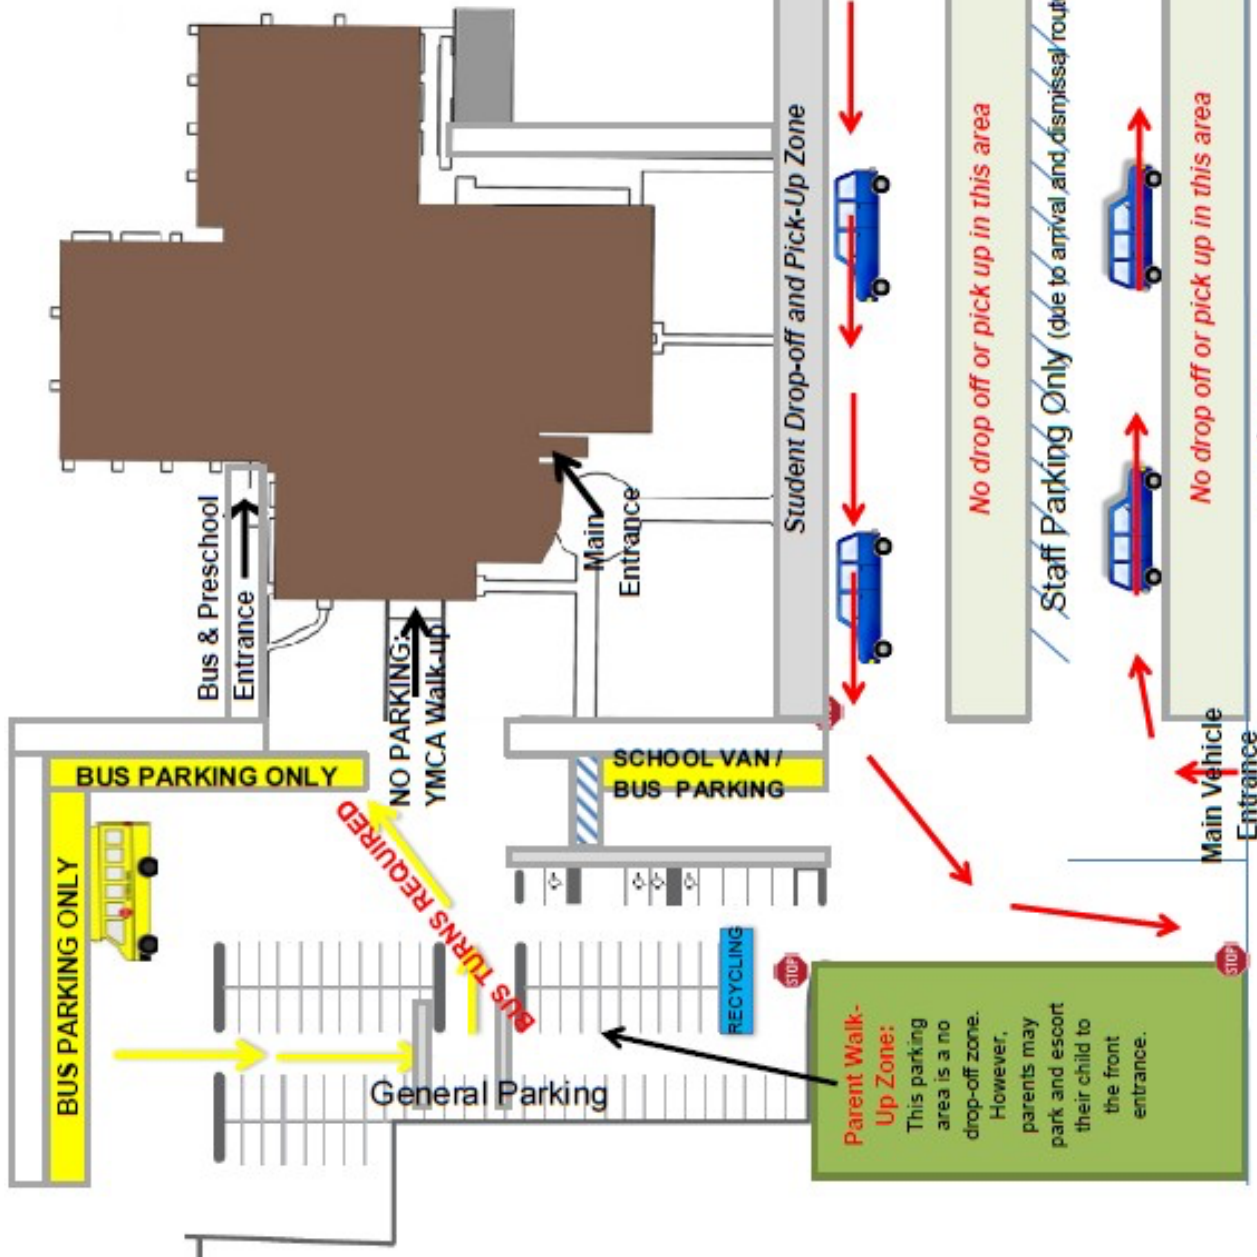 Bus & Preschool
Entrance
BUS PARKING ONLY
BUS PARKING ONLY
NO PARKING:
YMCA Walk-up
BUS TURNS REQUIRED
Main
Entrance
SCHOOL VAN /
BUS PARKING
General Parking
RECYCLING
STOP
Student Drop-off and Pick-Up Zone
No drop off or pick up in this area
Staff Parking Only (due to arrival and dismissal rout
No drop off or pick up in this area
Main Vehicle
Entrance
STOP
Parent Walk-
Up Zone:
This parking
area is a no
drop-off zone.
However,
parents may
park and escort
their child to
the front
entrance.